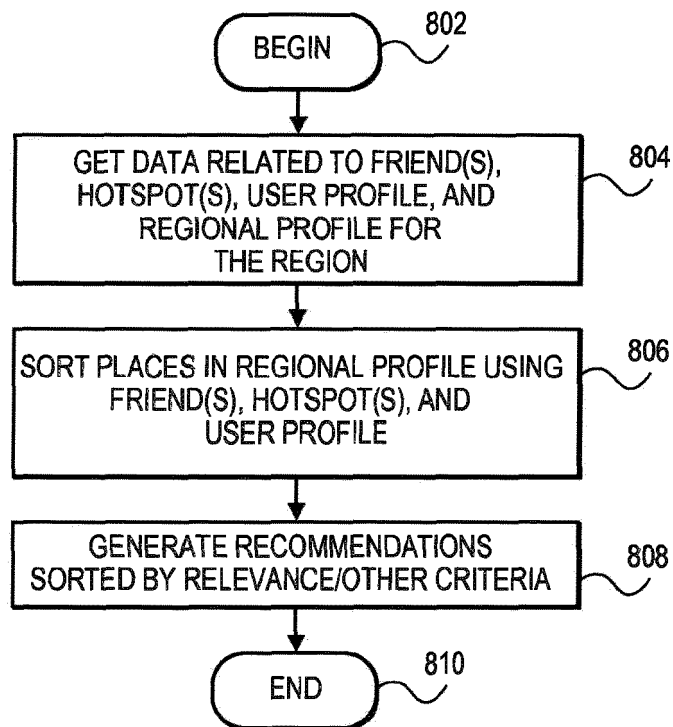 BEGIN
802
GET DATA RELATED TO FRIEND(S),
HOTSPOT(S), USER PROFILE, AND
REGIONAL PROFILE FOR
THE REGION
804
SORT PLACES IN REGIONAL PROFILE USING
FRIEND(S), HOTSPOT(S), AND
USER PROFILE
806
GENERATE RECOMMENDATIONS
SORTED BY RELEVANCE/OTHER CRITERIA
808
END
810